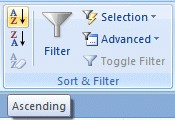 A
Z
Selection
Z
A
Filter
Advanced
A
Z
Toggle Filter
Sort & Filter
Ascending